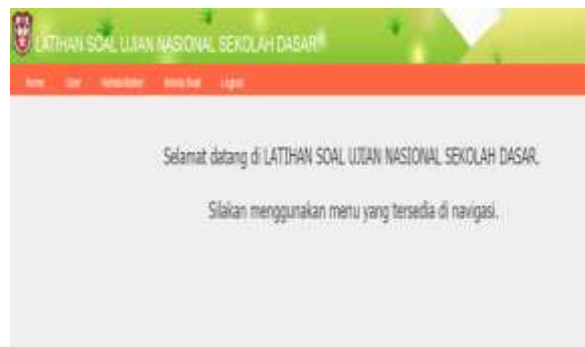 LATIHAN SOAL UJIAN NASIONAL SEKOLAH DASAR
Home User Logout
Selamat datang di LATIHAN SOAL UJIAN NASIONAL SEKOLAH DASAR.
Silakan menggunakan menu yang tersedia di navigasi.